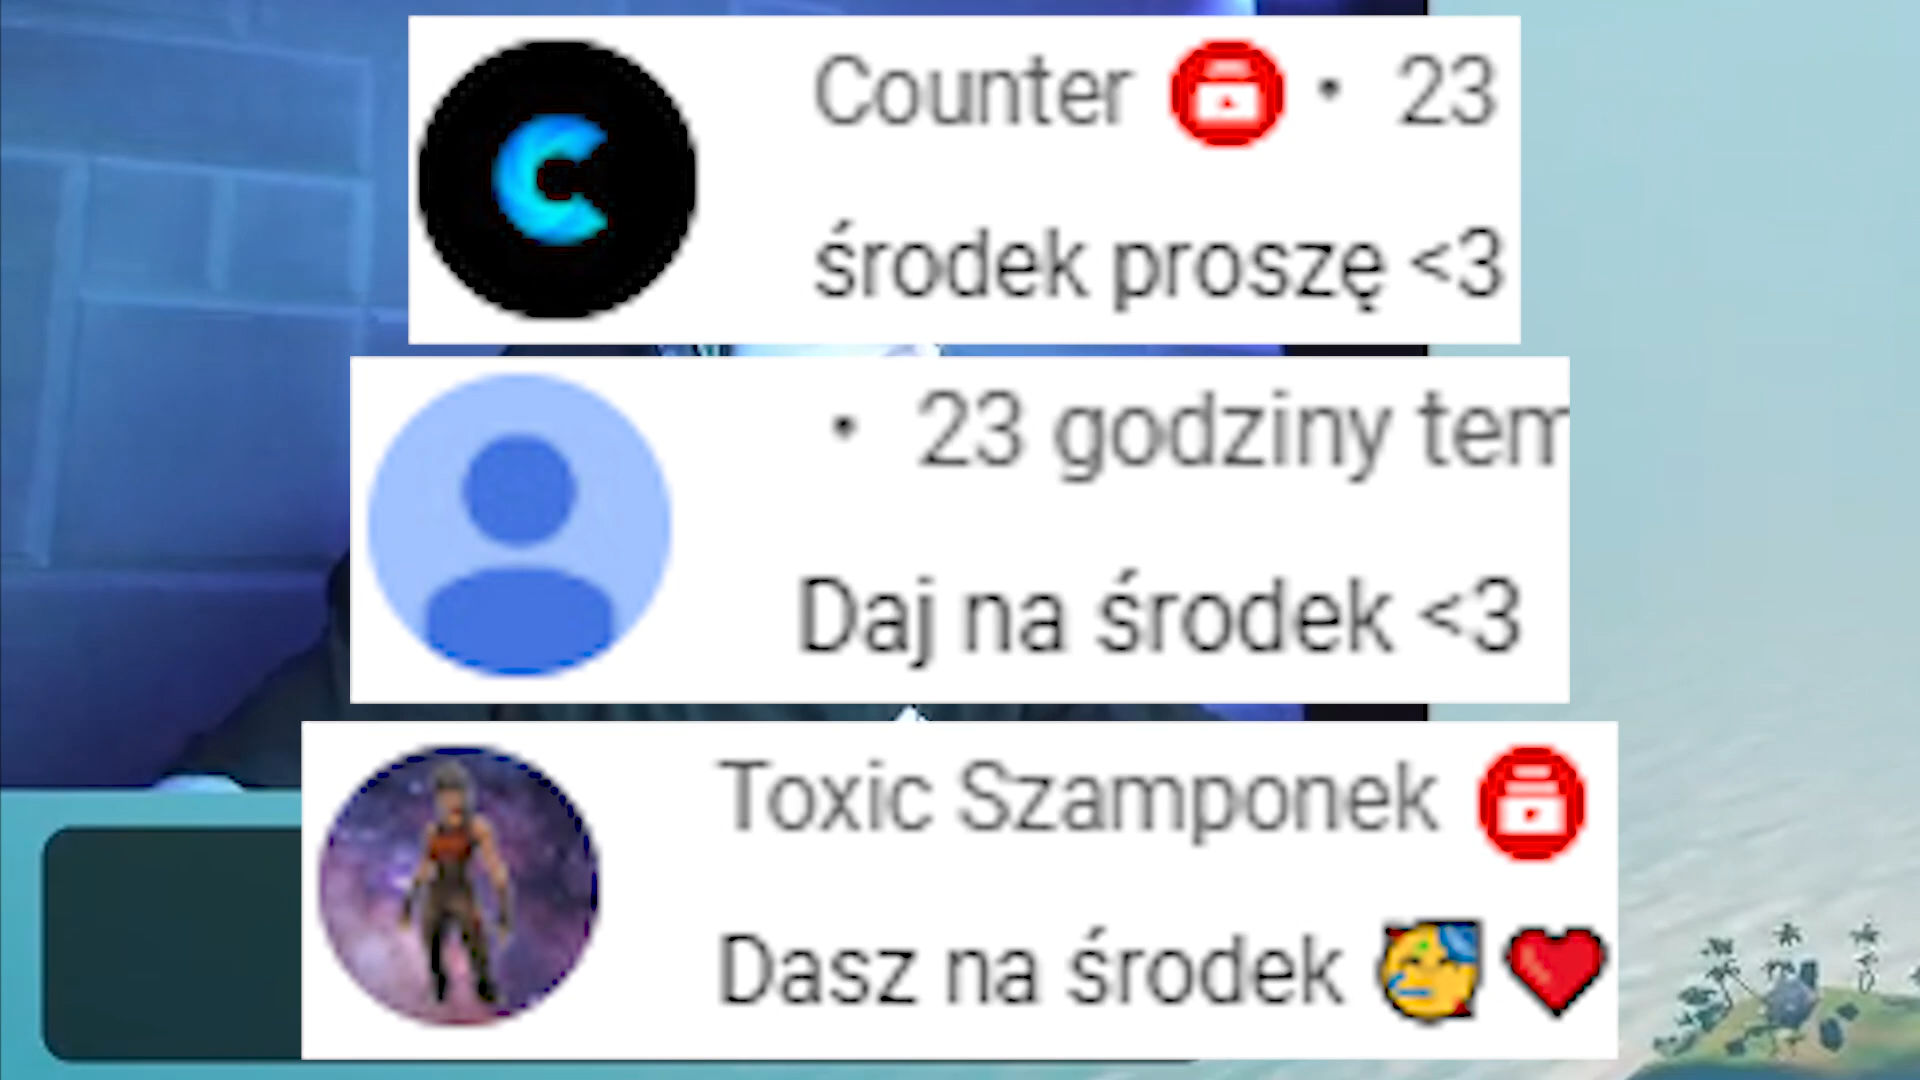 Counter • 23
środek proszę <3
• 23 godziny tem
Daj na środek <3
Toxic Szamponek
Dasz na środek 🥳❤️